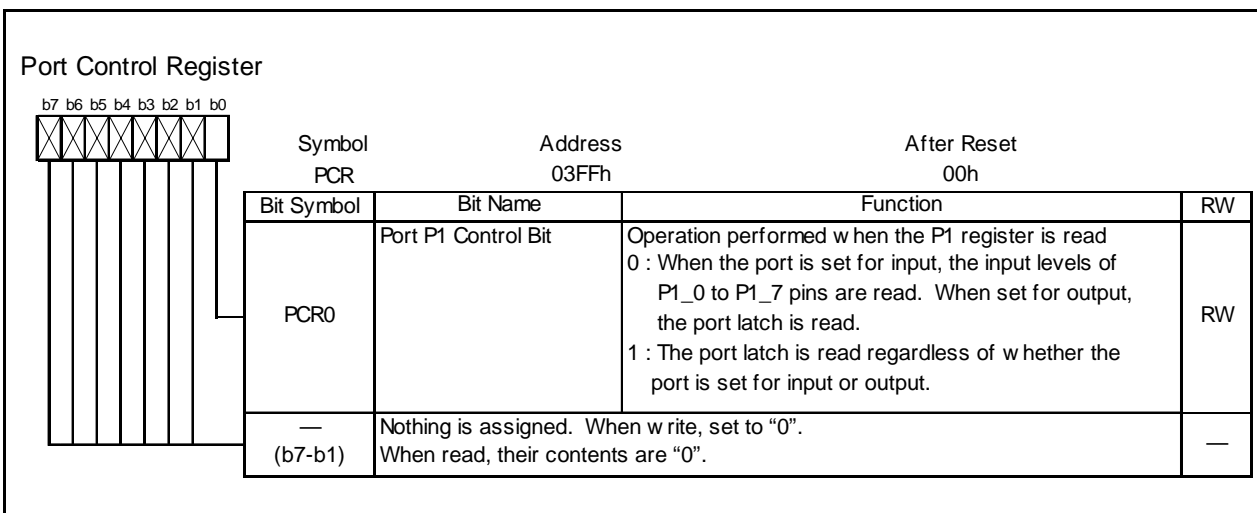 Port Control Register
b7 b6 b5 b4 b3 b2 b1 b0
Symbol Address After Reset
PCR 03FFh 00h
Bit Symbol Bit Name Function RW
PCR0 Port P1 Control Bit Operation performed when the P1 register is read
0 : When the port is set for input, the input levels of
P1_0 to P1_7 pins are read. When set for output,
the port latch is read.
1 : The port latch is read regardless of whether the
port is set for input or output.
RW
—
(b7-b1)
Nothing is assigned. When write, set to “0”.
When read, their contents are “0”.
—